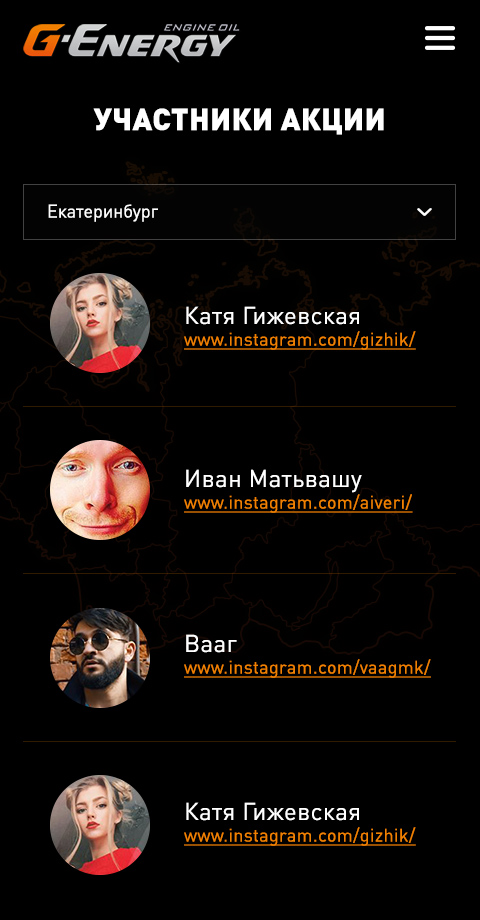 G-ENERGY
ENGINE OIL
УЧАСТНИКИ АКЦИИ
Екатеринбург
Катя Гижевская
www.instagram.com/gizhik/
Иван Матьвашу
www.instagram.com/aiveri/
Вааг
www.instagram.com/vaagmk/
Катя Гижевская
www.instagram.com/gizhik/